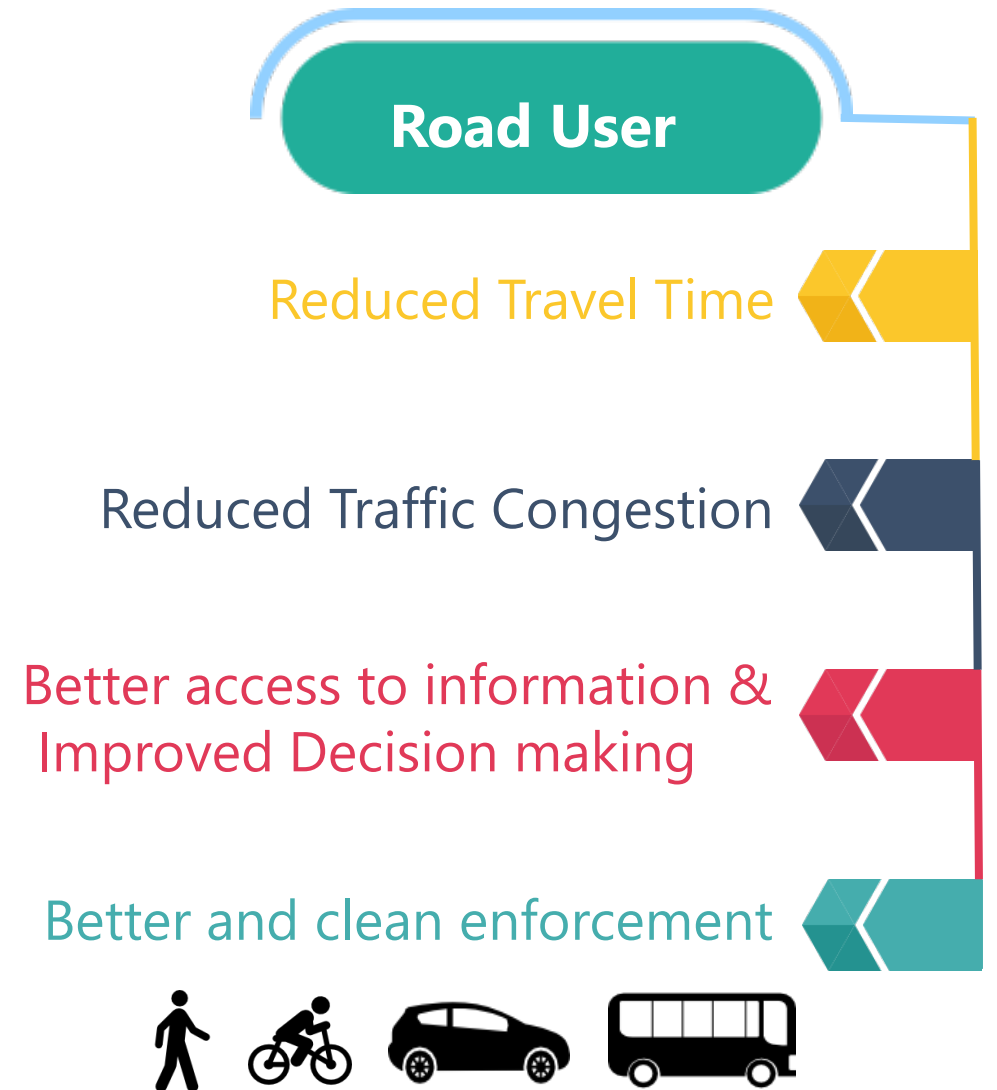 Road User
Reduced Travel Time
Reduced Traffic Congestion
Better access to information &
Improved Decision making
Better and clean enforcement